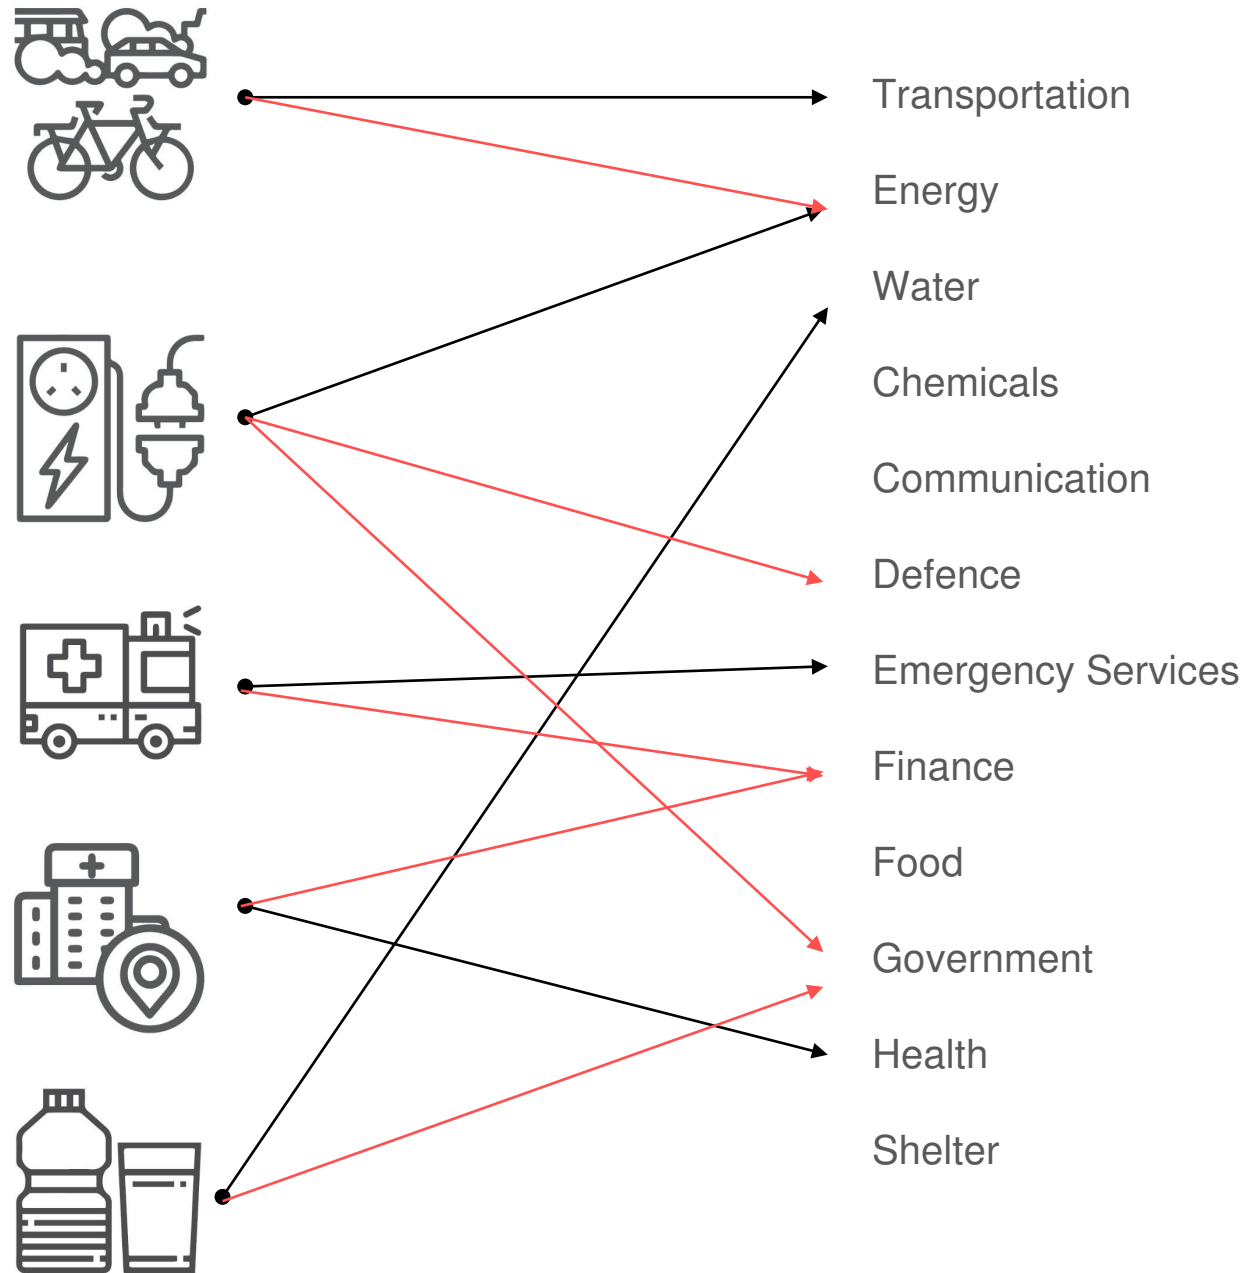 Transportation
Energy
Water
Chemicals
Communication
Defence
Emergency Services
Finance
Food
Government
Health
Shelter